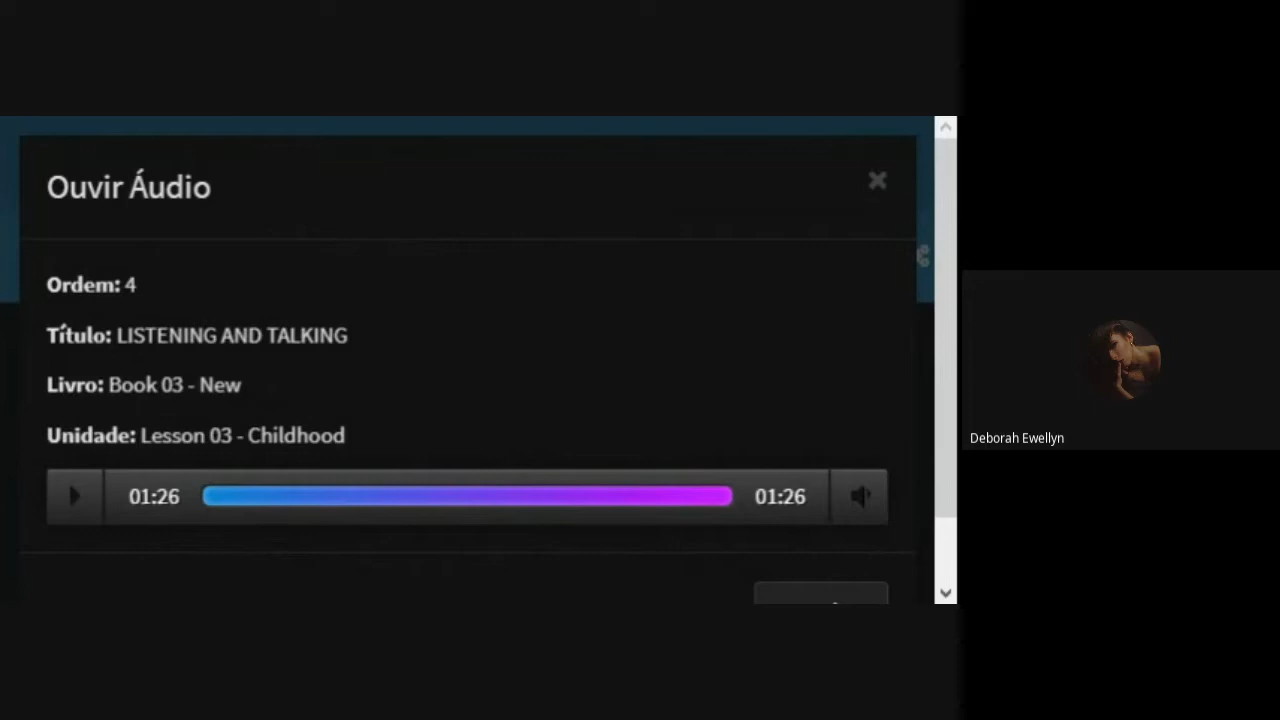 Ouvir Áudio
Ordem: 4
Título: LISTENING AND TALKING
Livro: Book 03 - New
Unidade: Lesson 03 - Childhood
01:26 01:26
Deborah Ewellyn